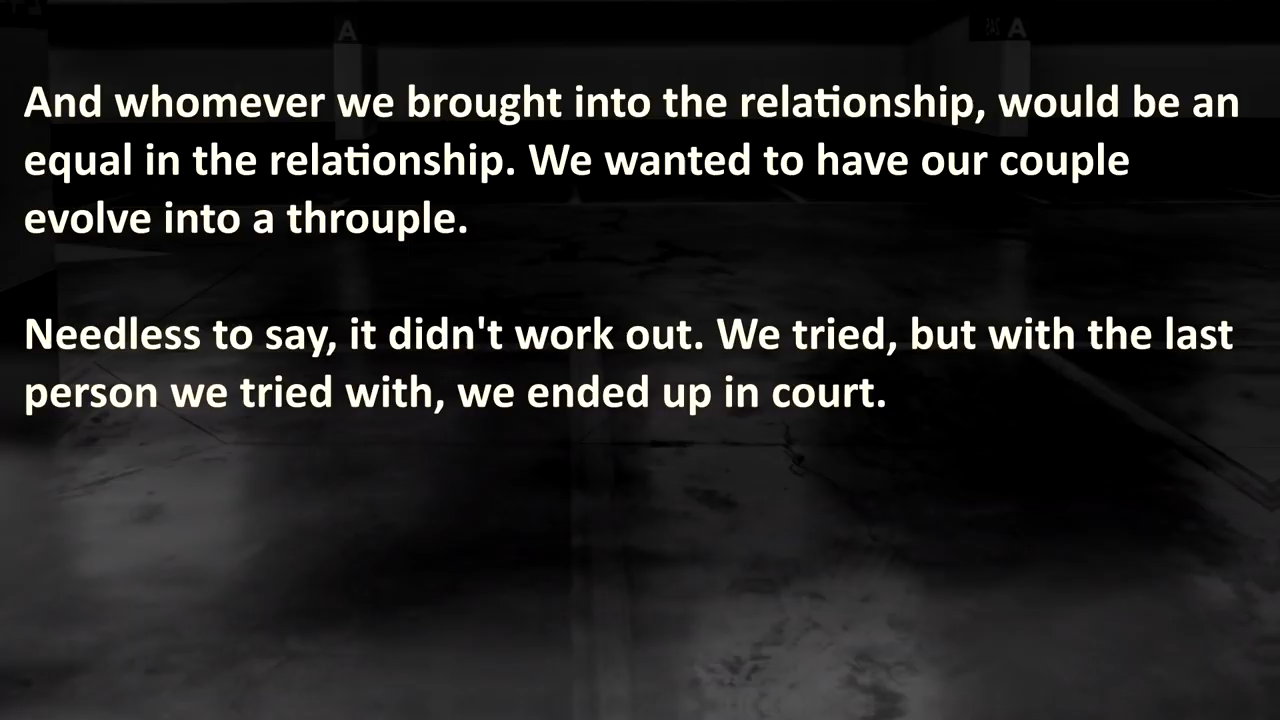 A
A
And whomever we brought into the relationship, would be an
equal in the relationship. We wanted to have our couple
evolve into a throuple.
Needless to say, it didn't work out. We tried, but with the last
person we tried with, we ended up in court.